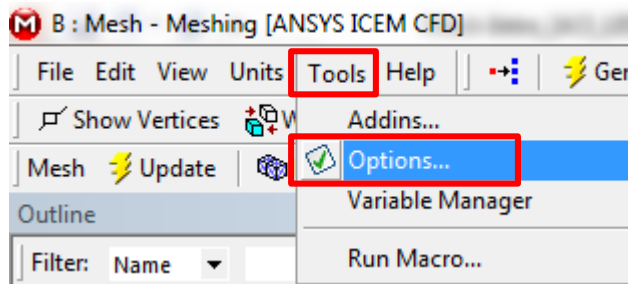 B : Mesh - Meshing [ANSYS ICEM CFD]
File Edit View Units Tools Help Ger
Show Vertices W Addins...
Mesh Update Options...
Outline Variable Manager
Filter: Name Run Macro...